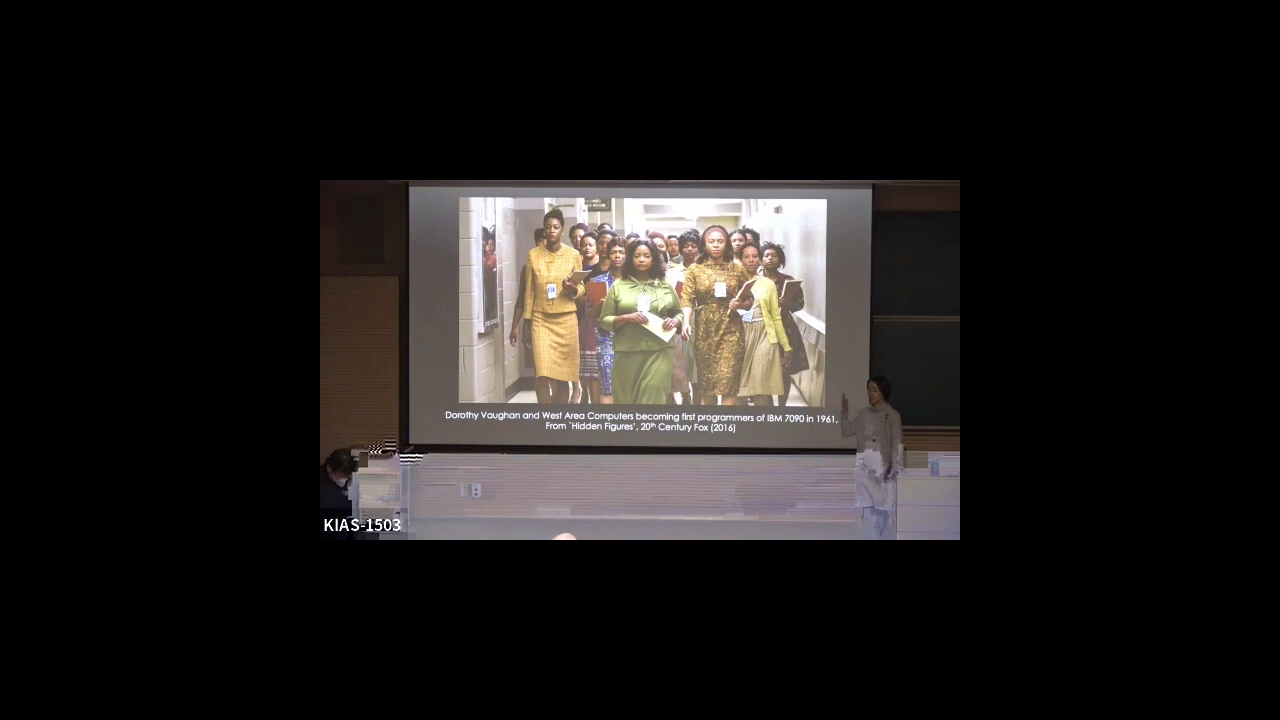 Dorothy Vaughan and West Area Computers becoming first programmers of IBM 7090 in 1961,
From `Hidden Figures', 20th Century Fox (2016)
KIAS-1503